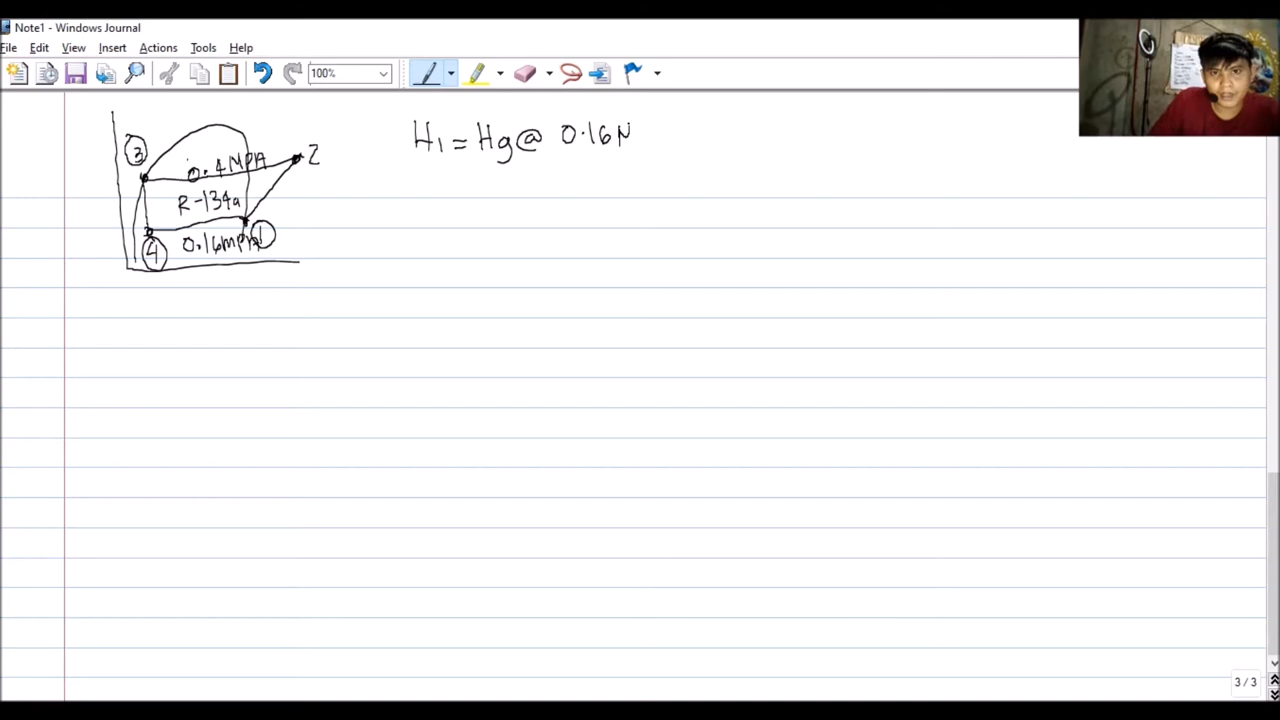 Note1 - Windows Journal
File Edit View Insert Actions Tools Help
100%
H1 = Hg@ 0.16M
3
0.4MPA
2
R-134a
0.16MPA
1
4
3 / 3